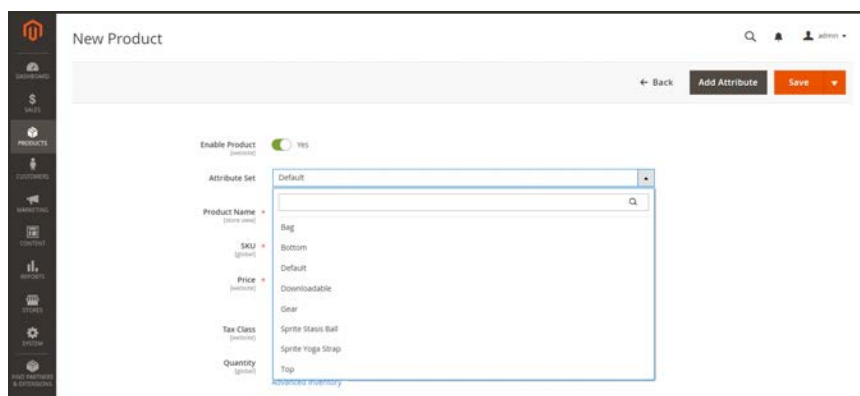 New Product
admin
DASHBOARD
SALES
PRODUCTS
CUSTOMERS
MARKETING
CONTENT
REPORTS
STORES
SYSTEM
FIND PARTNERS
& EXTENSIONS
← Back
Add Attribute
Save
Enable Product
[website]
Yes
Attribute Set
Default
Product Name *
[store view]
SKU *
[global]
Price *
[website]
Tax Class
[website]
Quantity
[global]
Bag
Bottom
Default
Downloadable
Gear
Sprite Stasis Ball
Sprite Yoga Strap
Top
Advanced Inventory